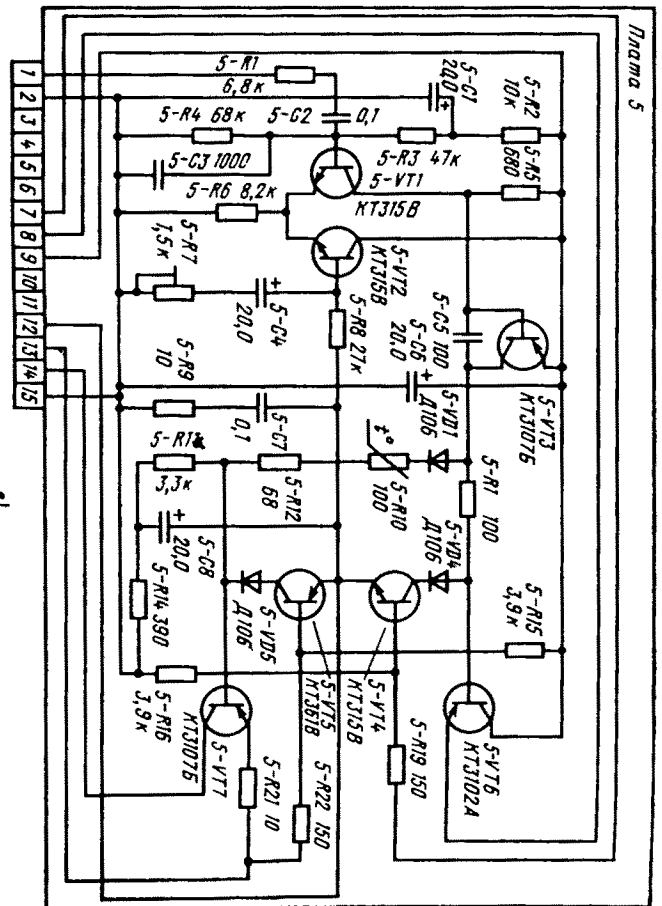 Плата 5
1
2
3
4
5
6
7
8
9
10
11
12
13
14
15
5-R1
6,8к
5-C1
20,0
+
5-R2
10к
5-R4 68к
5-C2
0,1
5-R3 47к
5-R5
680
5-C3 1000
5-VT1
КТ315В
5-R6 8,2к
5-R7
1,5к
+
5-C4
20,0
5-VT2
КТ315В
5-R8 27к
5-C5 100
5-C6
20,0
+
5-VT3
КТ3107Б
5-R9
10
5-C7
0,1
5-VD1
Д106
3,3к
5-R12
68
t°
5-R10
100
5-R1
100
+
5-C8
20,0
5-VD4
Д106
5-R14 390
5-VD5
Д106
5-VT5
КТ361В
5-VT4
КТ315В
5-R15
3,9к
5-R16
3,9к
5-VT7
КТ3107Б
5-R21 10
5-R22 150
5-R19 150
5-VT6
КТ3102А